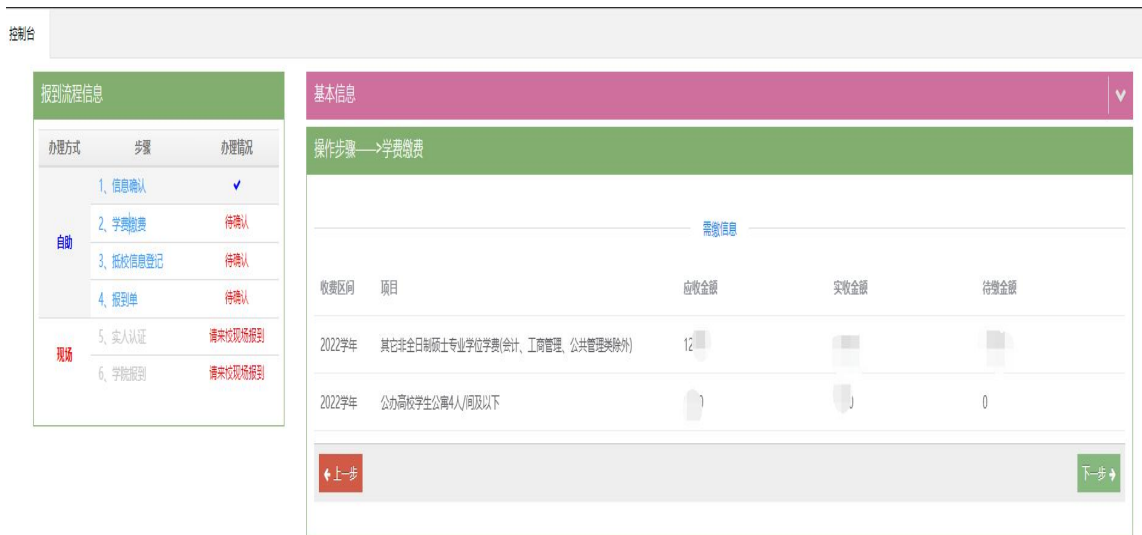 控制台
报到流程信息
办理方式 步骤 办理情况
自助
1、信息确认
2、学费缴费 待确认
3、抵校信息登记 待确认
4、报到单 待确认
现场
5、实人认证 请来校现场报到
6、学院报到 请来校现场报到
基本信息
操作步骤——>学费缴费
需缴信息
收费区间 项目 应收金额 实收金额 待缴金额
2022学年 其它非全日制硕士专业学位学费(会计、工商管理、公共管理类除外) 12
2022学年 公办高校学生公寓4人/间及以下 0
上一步
下一步